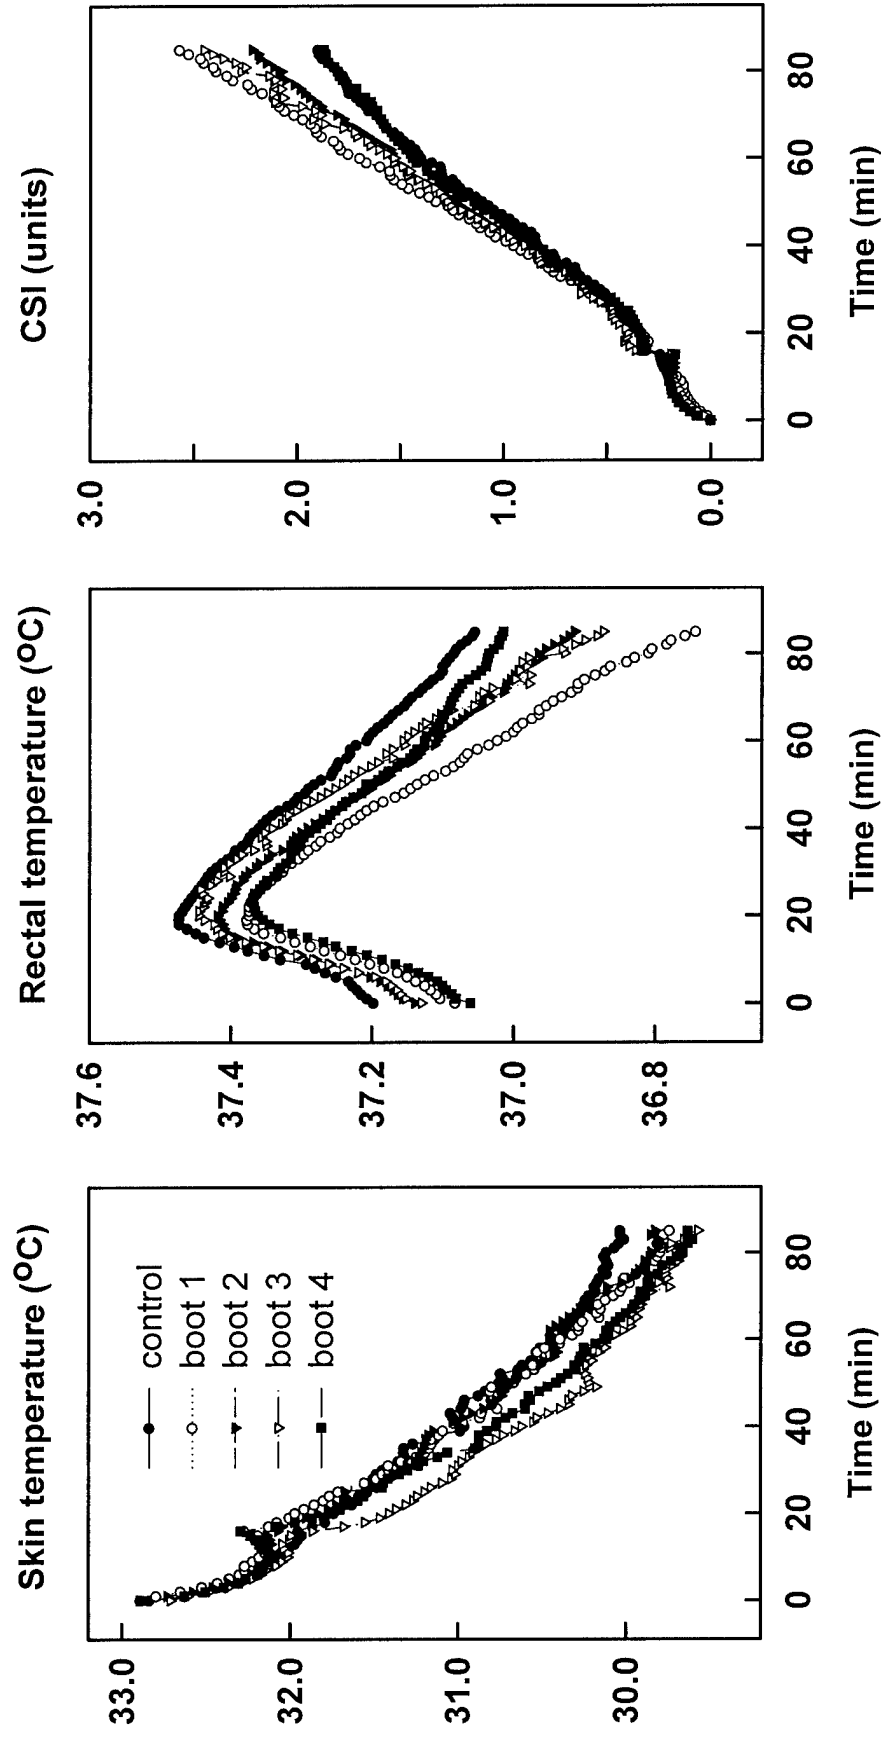 Skin temperature (°C)
33.0
32.0
31.0
30.0
control
boot 1
boot 2
boot 3
boot 4
0 20 40 60 80
Time (min)
Rectal temperature (°C)
37.6
37.4
37.2
37.0
36.8
0 20 40 60 80
Time (min)
CSI (units)
3.0
2.0
1.0
0.0
0 20 40 60 80
Time (min)